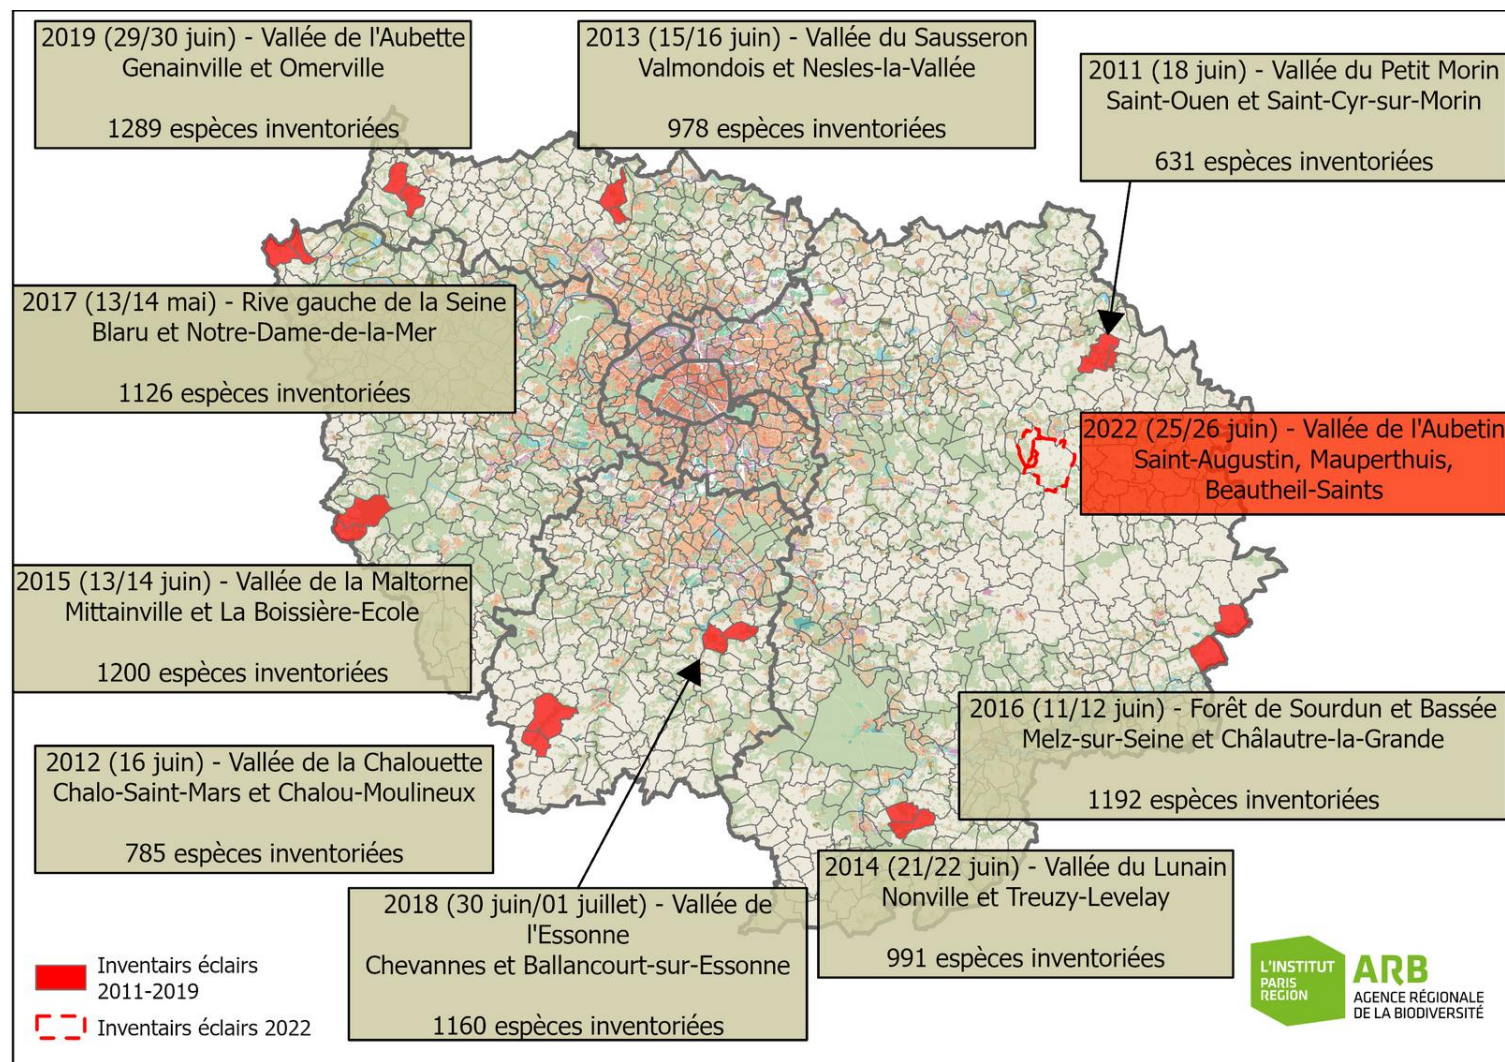 2019 (29/30 juin) - Vallée de l'Aubette
Genainville et Omerville
1289 espèces inventoriées
2013 (15/16 juin) - Vallée du Sausseron
Valmondois et Nesles-la-Vallée
978 espèces inventoriées
2011 (18 juin) - Vallée du Petit Morin
Saint-Ouen et Saint-Cyr-sur-Morin
631 espèces inventoriées
2017 (13/14 mai) - Rive gauche de la Seine
Blaru et Notre-Dame-de-la-Mer
1126 espèces inventoriées
2022 (25/26 juin) - Vallée de l'Aubetin
Saint-Augustin, Mauperthuis,
Beautheil-Saints
2015 (13/14 juin) - Vallée de la Maltorne
Mittainville et La Boissière-Ecole
1200 espèces inventoriées
2016 (11/12 juin) - Forêt de Sourdun et Bassée
Melz-sur-Seine et Châlautre-la-Grande
1192 espèces inventoriées
2012 (16 juin) - Vallée de la Chalouette
Chalo-Saint-Mars et Chalou-Moulineux
785 espèces inventoriées
2014 (21/22 juin) - Vallée du Lunain
Nonville et Treuzy-Levelay
991 espèces inventoriées
2018 (30 juin/01 juillet) - Vallée de
l'Essonne
Chevannes et Ballancourt-sur-Essonne
1160 espèces inventoriées
Inventairs éclairs
2011-2019
Inventairs éclairs 2022
L'INSTITUT
PARIS
REGION
ARB
AGENCE RÉGIONALE
DE LA BIODIVERSITÉ